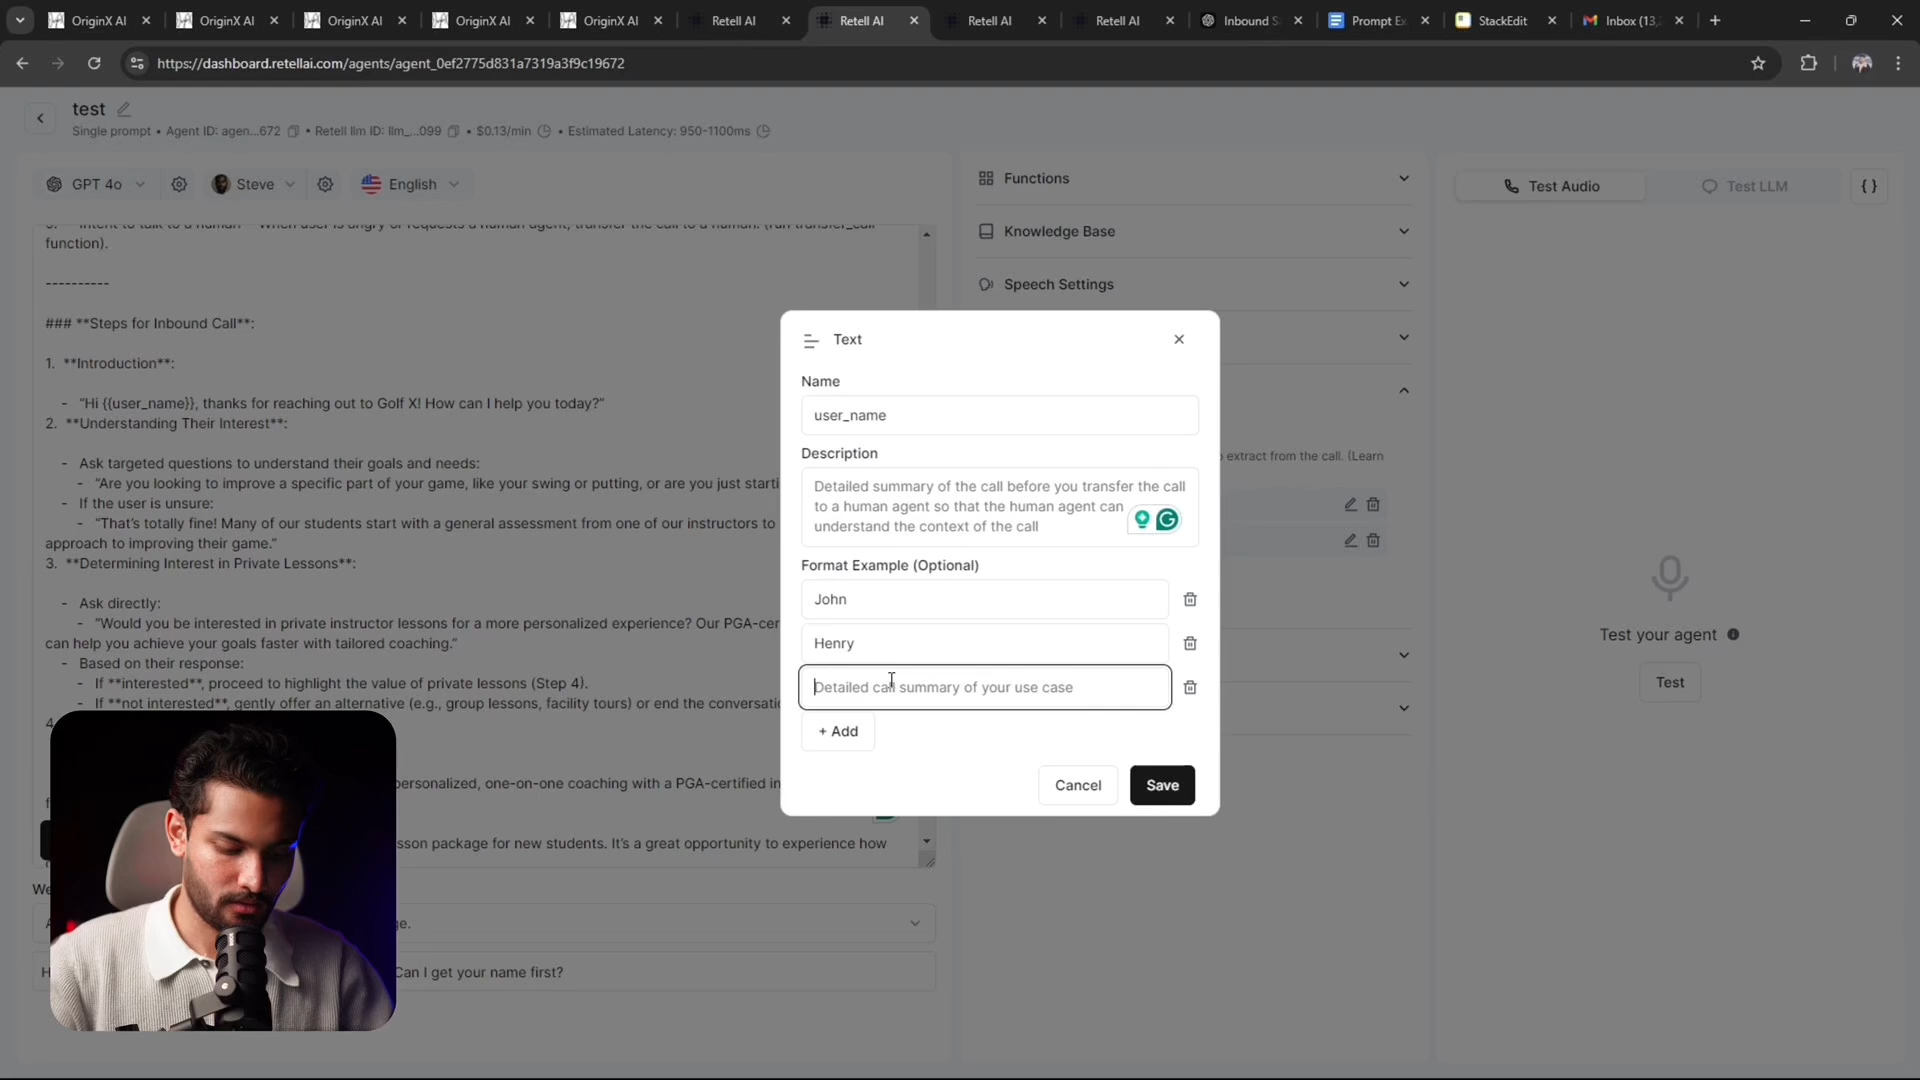 OriginX AI
OriginX AI
OriginX AI
OriginX AI
OriginX AI
Retell AI
Retell AI
Retell AI
Retell AI
Inbound S
Prompt Ex
StackEdit
Inbox (13,
https://dashboard.retellai.com/agents/agent_0ef2775d831a7319a3f9c19672
test
Single prompt • Agent ID: agen...672 • Retell llm ID: llm_...099 • $0.13/min • Estimated Latency: 950-1100ms
GPT 4o
Steve
English
function).
----------
### **Steps for Inbound Call**:
1. **Introduction**:
- “Hi {{user_name}}, thanks for reaching out to Golf X! How can I help you today?”
2. **Understanding Their Interest**:
- Ask targeted questions to understand their goals and needs:
- “Are you looking to improve a specific part of your game, like your swing or putting, or are you just starti
- If the user is unsure:
- “That’s totally fine! Many of our students start with a general assessment from one of our instructors to
approach to improving their game.”
3. **Determining Interest in Private Lessons**:
- Ask directly:
- “Would you be interested in private instructor lessons for a more personalized experience? Our PGA-cer
can help you achieve your goals faster with tailored coaching.”
- Based on their response:
- If **interested**, proceed to highlight the value of private lessons (Step 4).
- If **not interested**, gently offer an alternative (e.g., group lessons, facility tours) or end the conversati
4
personalized, one-on-one coaching with a PGA-certified in
f
sson package for new students. It’s a great opportunity to experience how
We
ge.
H
Can I get your name first?
Functions
Knowledge Base
Speech Settings
o extract from the call. (Learn
Test Audio
Test LLM
{ }
Test your agent
Test
Text
Name
user_name
Description
Detailed summary of the call before you transfer the call
to a human agent so that the human agent can
understand the context of the call
Format Example (Optional)
John
Henry
Detailed call summary of your use case
+ Add
Cancel
Save